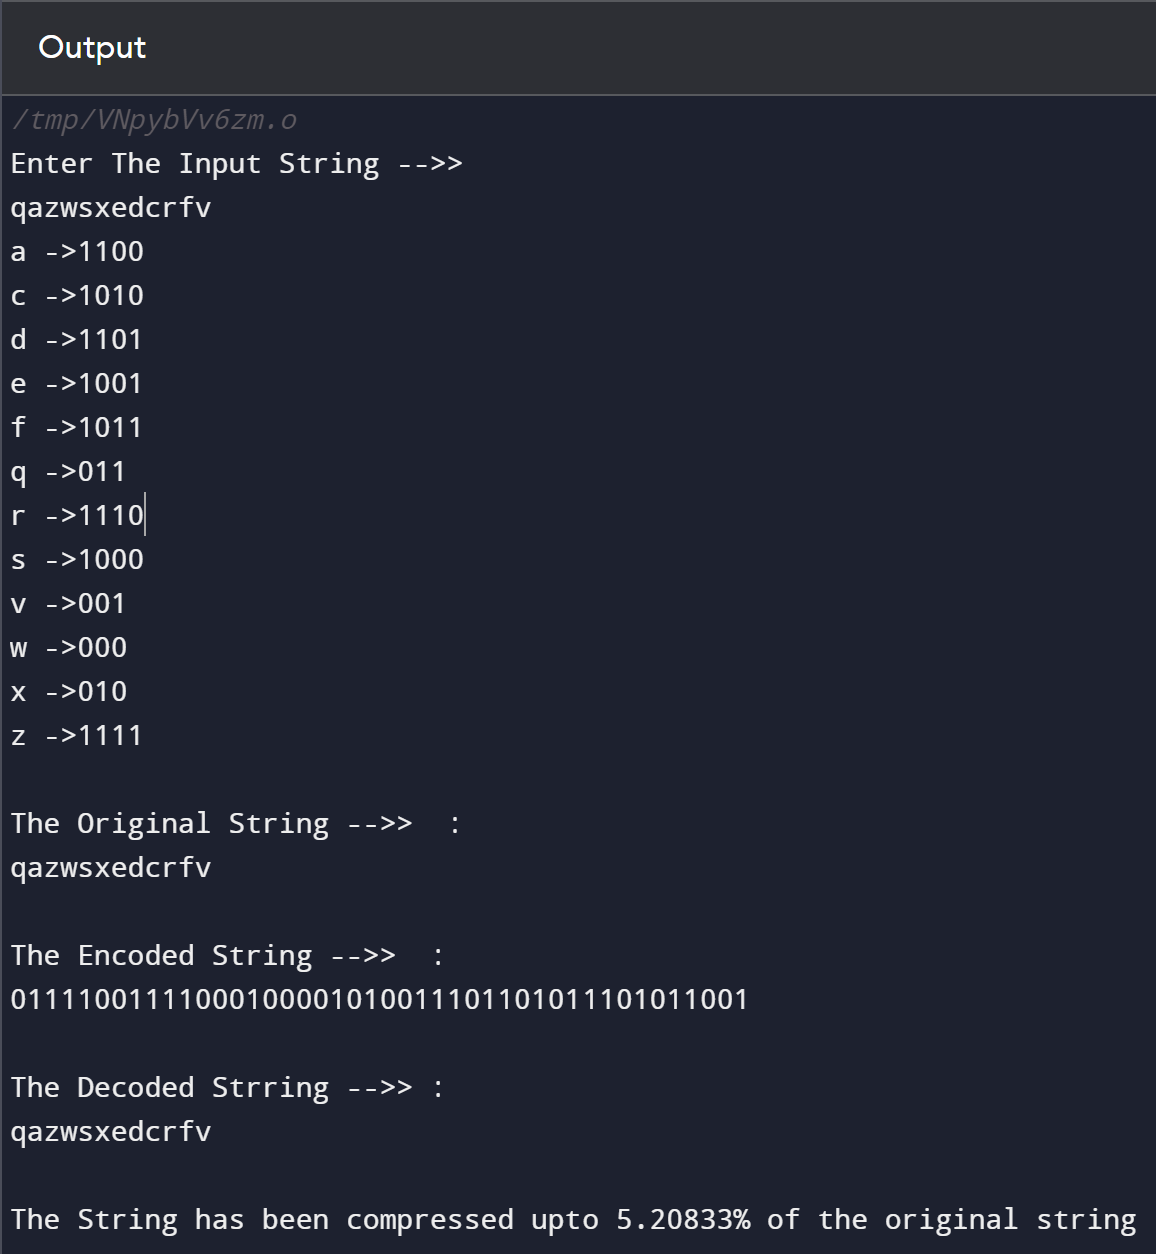 Output
/tmp/VNpybVv6zm.o
Enter The Input String -->>
qazwsxedcrfv
a ->1100
c ->1010
d ->1101
e ->1001
f ->1011
q ->011
r ->1110
s ->1000
v ->001
w ->000
x ->010
z ->1111
The Original String -->>  :
qazwsxedcrfv
The Encoded String -->>  :
01111001111000100001010011101101011101011001
The Decoded Strring -->> :
qazwsxedcrfv
The String has been compressed upto 5.20833% of the original string